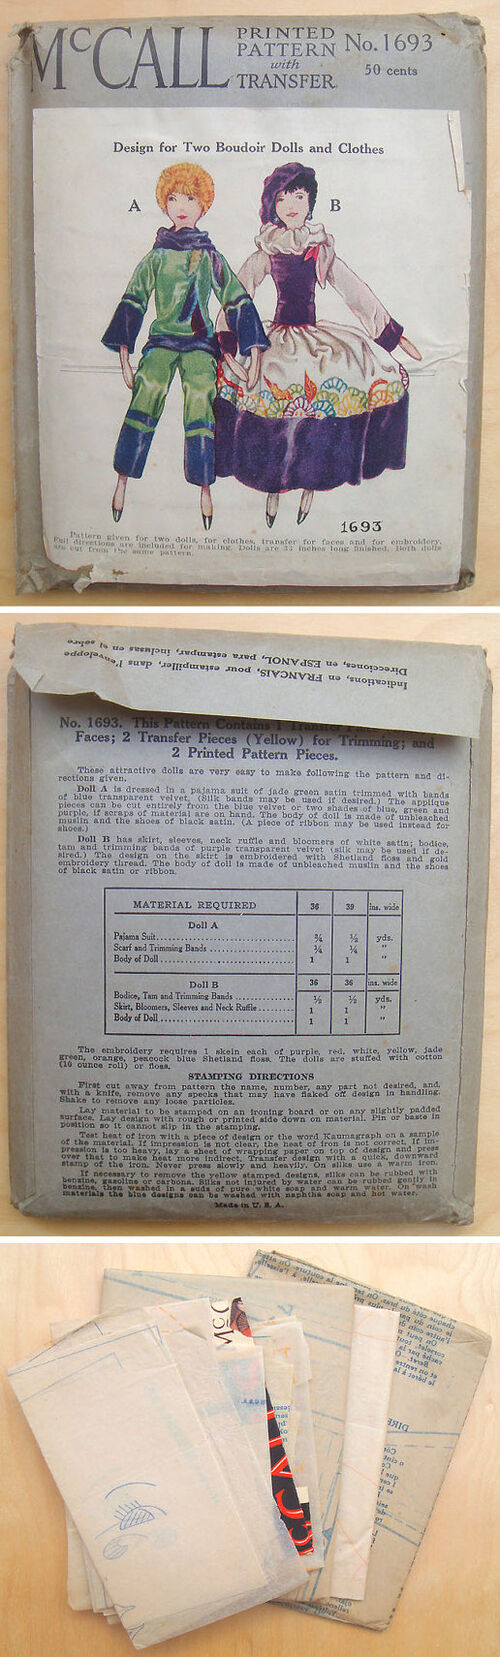 McCALL
PRINTED
PATTERN
with
TRANSFER
No. 1693
50 cents
Design for Two Boudoir Dolls and Clothes
A
B
1693
Pattern given for two dolls, for clothes, transfer for faces and for embroidery.
Full directions are included for making. Dolls are 33 inches long finished. Both dolls
are cut from the same pattern.
Indications, en FRANCAIS, pour estampiller, dans l'enveloppe
Direcciones, en ESPANOL, para estampar, inclusas en el sobre
No. 1693. This Pattern Contains 1 Transfer
Faces; 2 Transfer Pieces (Yellow) for Trimming; and
2 Printed Pattern Pieces.
These attractive dolls are very easy to make following the pattern and di-
rections given.
Doll A is dressed in a pajama suit of jade green satin trimmed with bands
of blue transparent velvet. (Silk bands may be used if desired.) The applique
pieces can be cut entirely from the blue velvet or two shades of blue, green and
purple, if scraps of material are on hand. The body of doll is made of unbleached
muslin and the shoes of black satin. (A piece of ribbon may be used instead for
shoes.)
Doll B has skirt, sleeves, neck ruffle and bloomers of white satin; bodice,
tam and trimming bands of purple transparent velvet (silk may be used if de-
sired.) The design on the skirt is embroidered with Shetland floss and gold
embroidery thread. The body of doll is made of unbleached muslin and the shoes
of black satin or ribbon.
MATERIAL REQUIRED 36 39 ins. wide
Doll A
Pajama Suit ¾ ½ yds.
Scarf and Trimming Bands ¼ ¼ "
Body of Doll 1 1 "
Doll B 36 36 ins. wide
Bodice, Tam and Trimming Bands ½ ½ yds.
Skirt, Bloomers, Sleeves and Neck Ruffle 1 1 "
Body of Doll 1 1 "
The embroidery requires 1 skein each of purple, red, white, yellow, jade
green, orange, peacock blue Shetland floss. The dolls are stuffed with cotton
(10 ounce roll) or floss.
STAMPING DIRECTIONS
First cut away from pattern the name, number, any part not desired, and,
with a knife, remove any specks that may have flaked off design in handling.
Shake to remove any loose particles.
Lay material to be stamped on an ironing board or on any slightly padded
surface. Lay design with rough or printed side down on material. Pin or baste in
position so it cannot slip in the stamping.
Test heat of iron with a piece of design or the word Kaumagraph on a sample
of the material. If impression is not clear, the heat of iron is not correct. If im-
pression is too heavy, lay a sheet of wrapping paper on top of design and press
over that to make heat more indirect. Transfer design with a quick, downward
stamp of the iron. Never press slowly and heavily. On silks use a warm iron.
If necessary to remove the yellow stamped designs, silk can be rubbed with
benzine, gasoline or carbona. Silks not injured by water can be rubbed gently in
benzine, then washed in a suds of pure white soap and warm water. On wash
materials the blue designs can be washed with naphtha soap and hot water.
Made in U. S. A.
McC